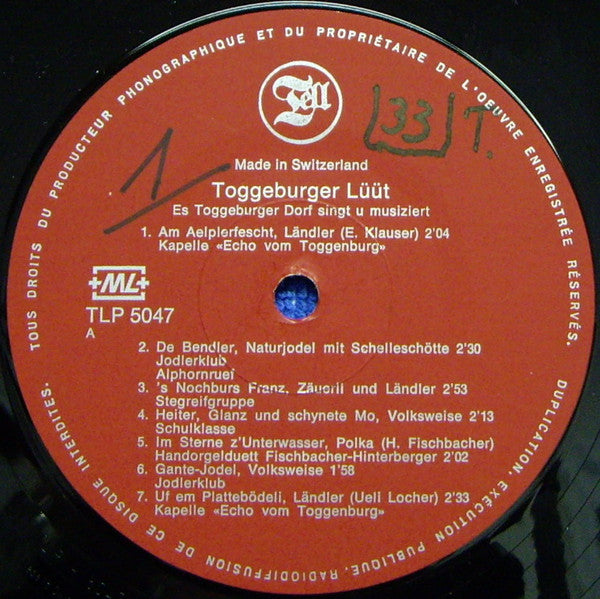 TOUS DROITS DU PRODUCTEUR PHONOGRAPHIQUE ET DU PROPRIÉTAIRE DE L'OEUVRE ENREGISTRÉE RÉSERVÉS. DUPLICATION, EXÉCUTION PUBLIQUE, RADIODIFFUSION DE CE DISQUE INTERDITES.
Tell
33 T.
1
Made in Switzerland
Toggeburger Lüüt
Es Toggeburger Dorf singt u musiziert
1. Am Aelplerfescht, Ländler (E. Klauser) 2'04
Kapelle «Echo vom Toggenburg»
+ML+
TLP 5047
A
2. De Bendler, Naturjodel mit Schelleschötte 2'30
Jodlerklub
Alphornruef
3. 's Nochburs Franz, Zäuerli und Ländler 2'53
Stegreifgruppe
4. Heiter, Glanz und schynete Mo, Volksweise 2'13
Schulklasse
5. Im Sterne z'Unterwasser, Polka (H. Fischbacher)
Handorgelduett Fischbacher-Hinterberger 2'02
6. Gante-Jodel, Volksweise 1'58
Jodlerklub
7. Uf em Plattebödeli, Ländler (Ueli Locher) 2'33
Kapelle «Echo vom Toggenburg»